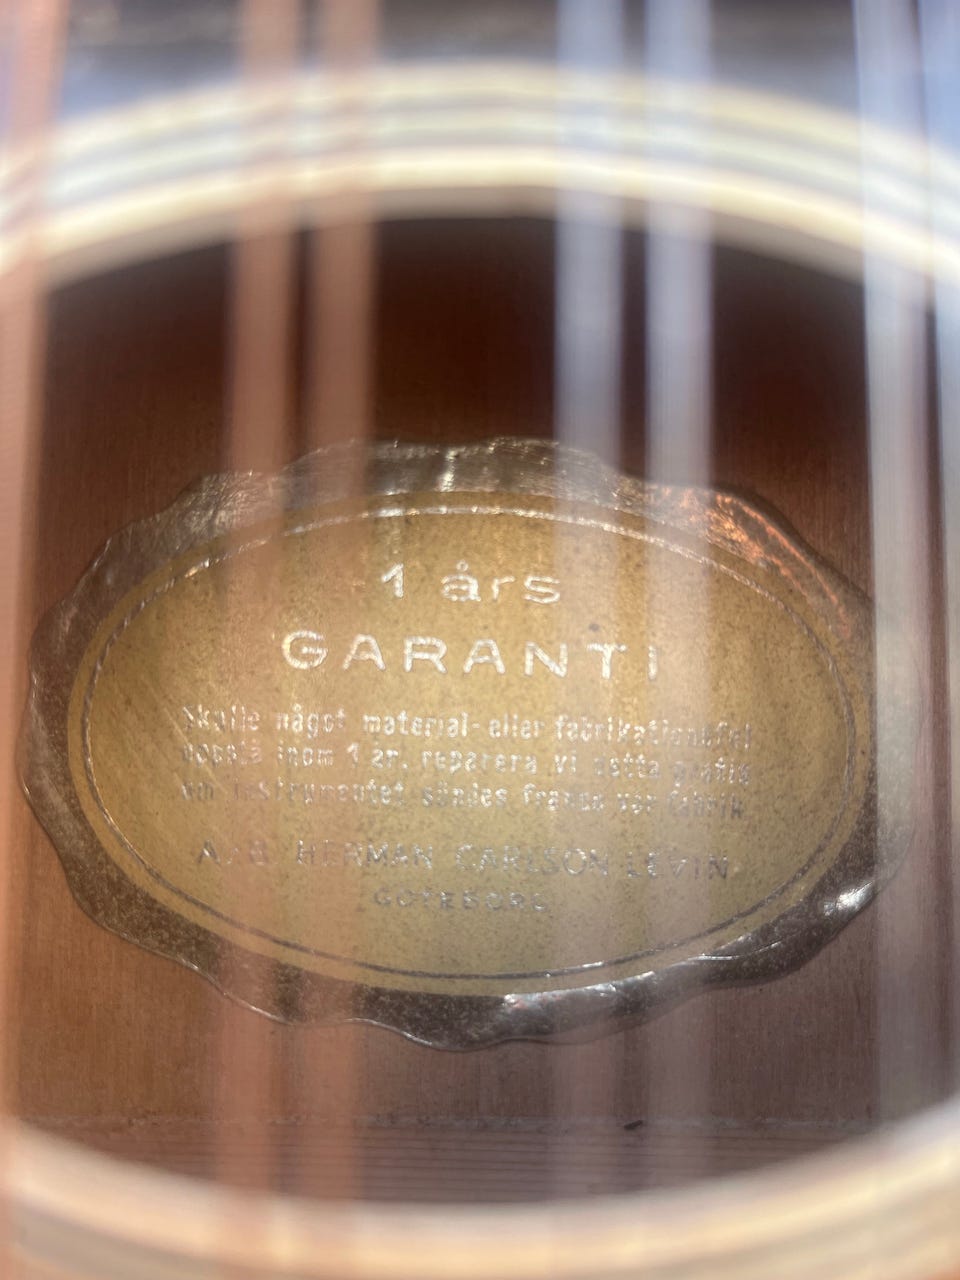 1 års
GARANTI
Skulle något material- eller fabrikationsfel
uppstå inom 1 år, reparera vi detta gratis
om instrumentet sändes franko vår fabrik.
A/B HERMAN CARLSON LEVIN
GÖTEBORG